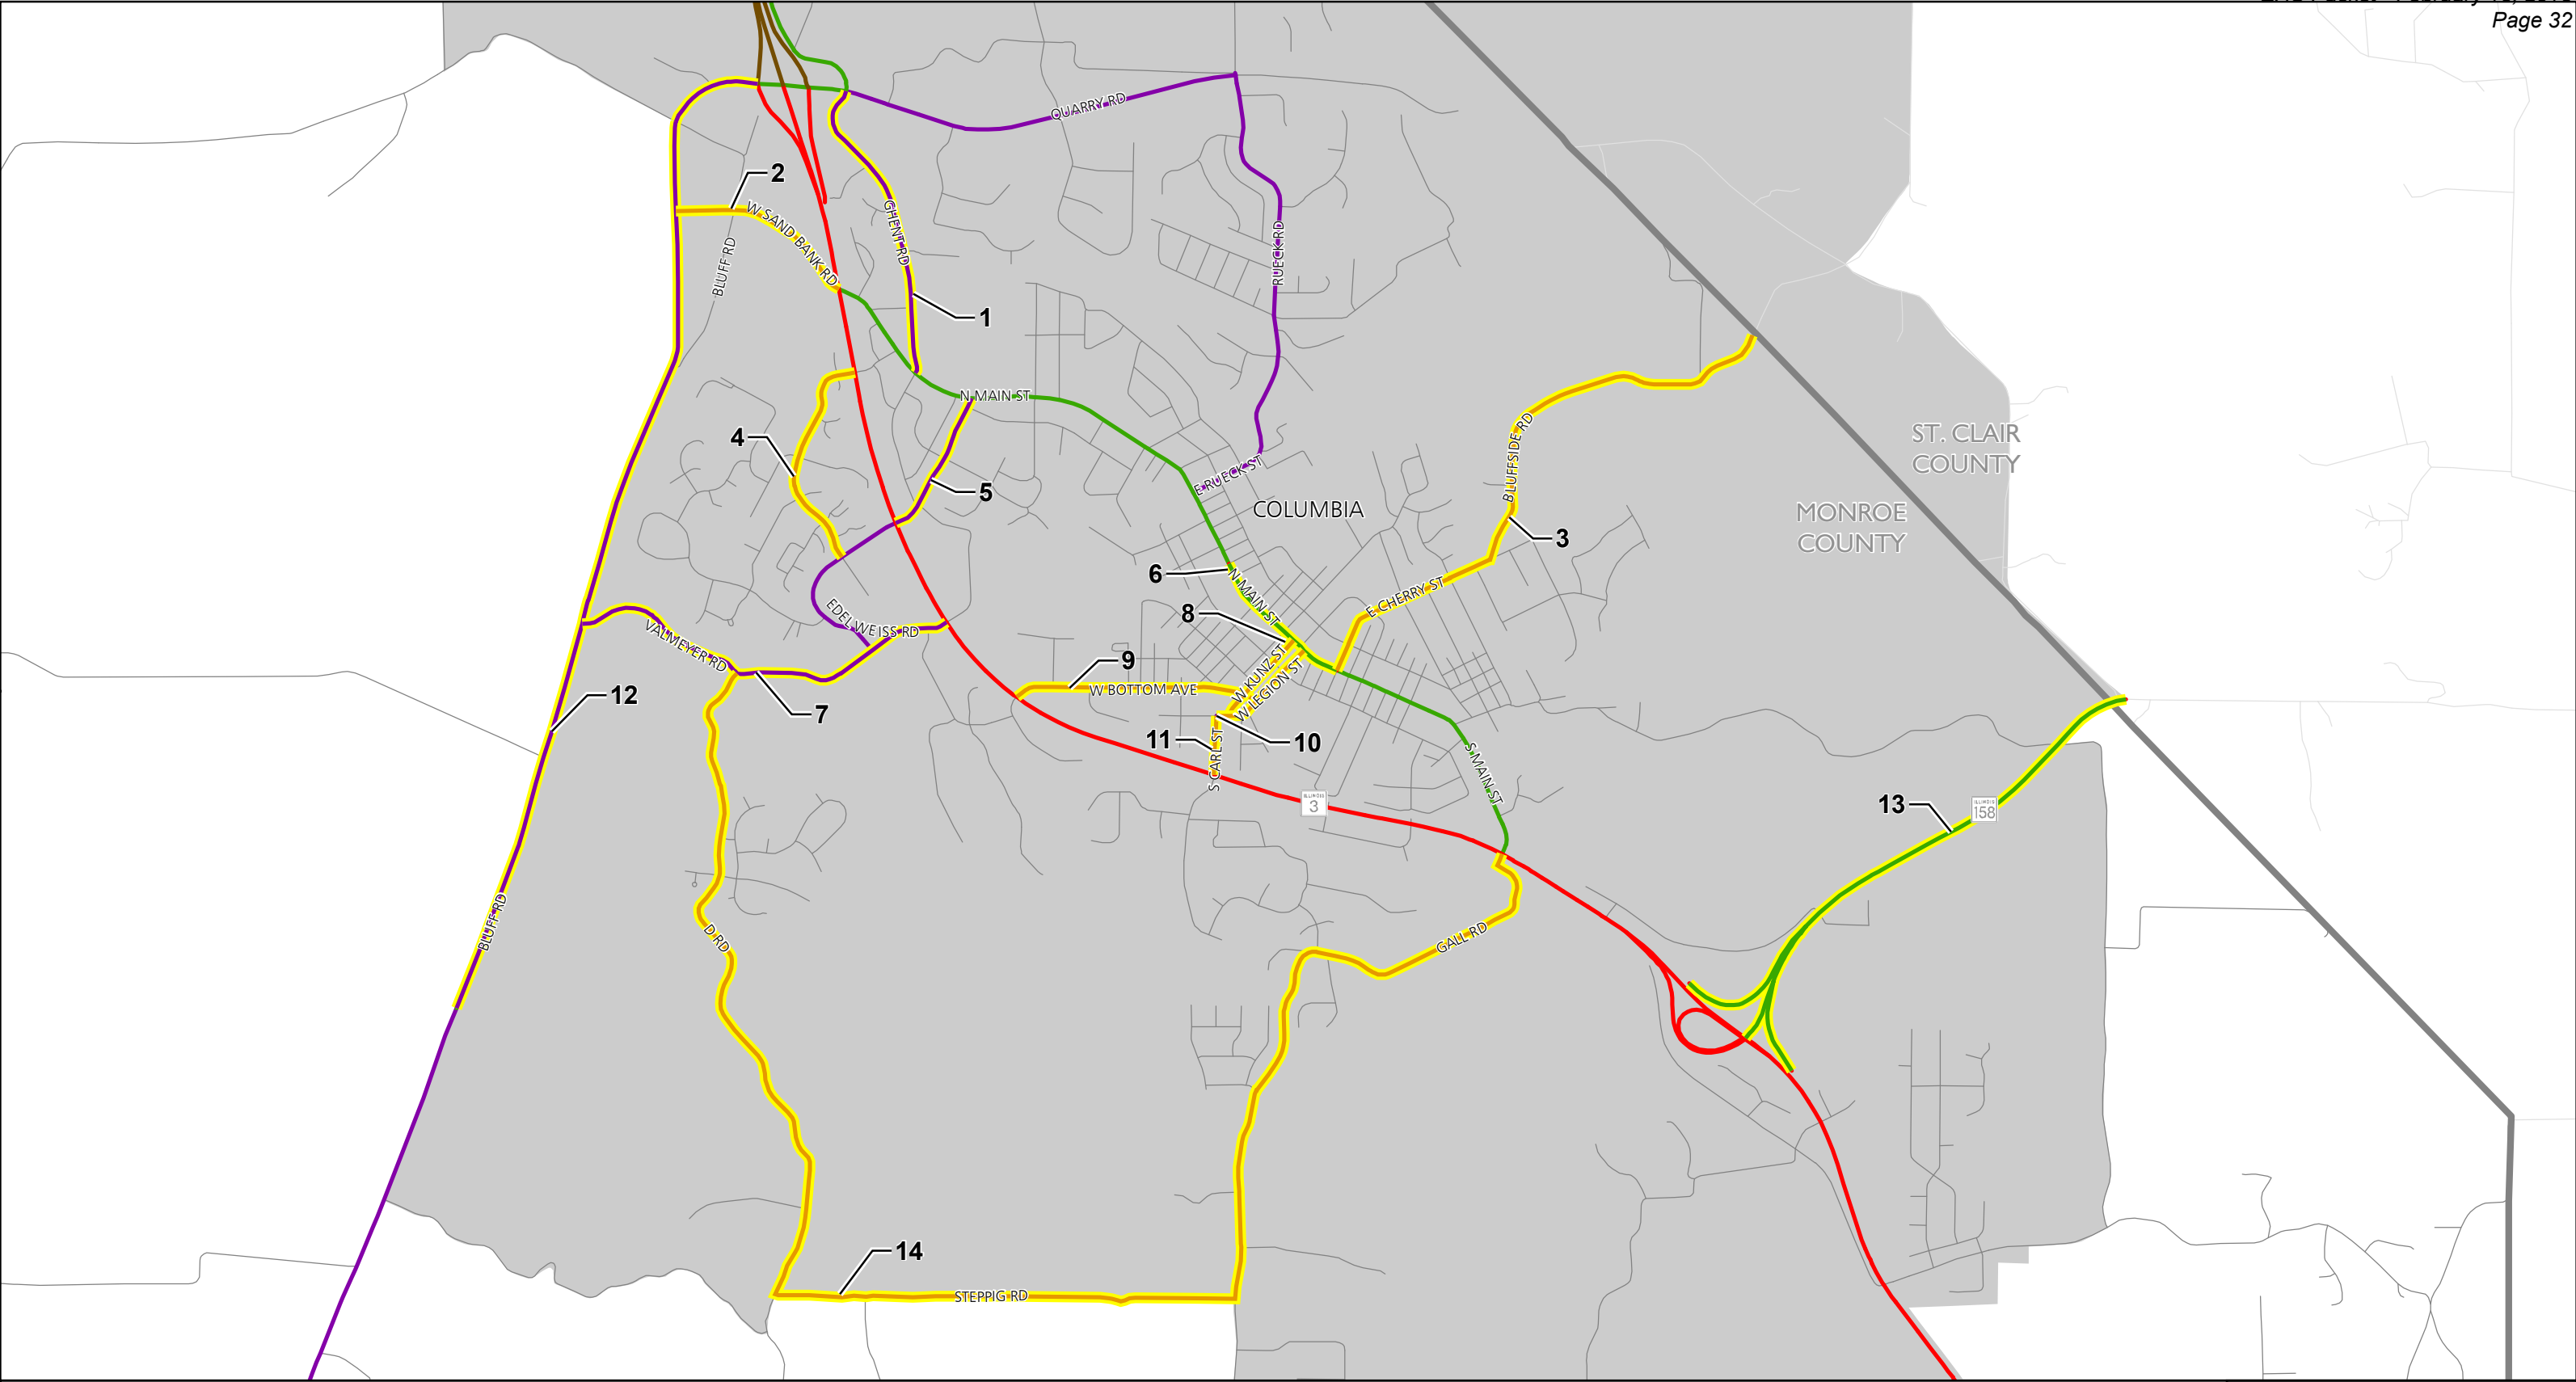 Page 32
QUARRY RD
2
W SAND BANK RD
GHENT RD
BLUFF RD
RUECK RD
1
N MAIN ST
4
5
E RUECK ST
COLUMBIA
BLUFFSIDE RD
3
ST. CLAIR
COUNTY
MONROE
COUNTY
6
N MAIN ST
E CHERRY ST
8
EDELWEISS RD
VALMEYER RD
9
W BOTTOM AVE
W KUNZ ST
W LEGION ST
12
7
11
10
S CARL ST
S MAIN ST
ILLINOIS
3
13
ILLINOIS
158
BLUFF RD
D RD
GALL RD
14
STEPPIG RD